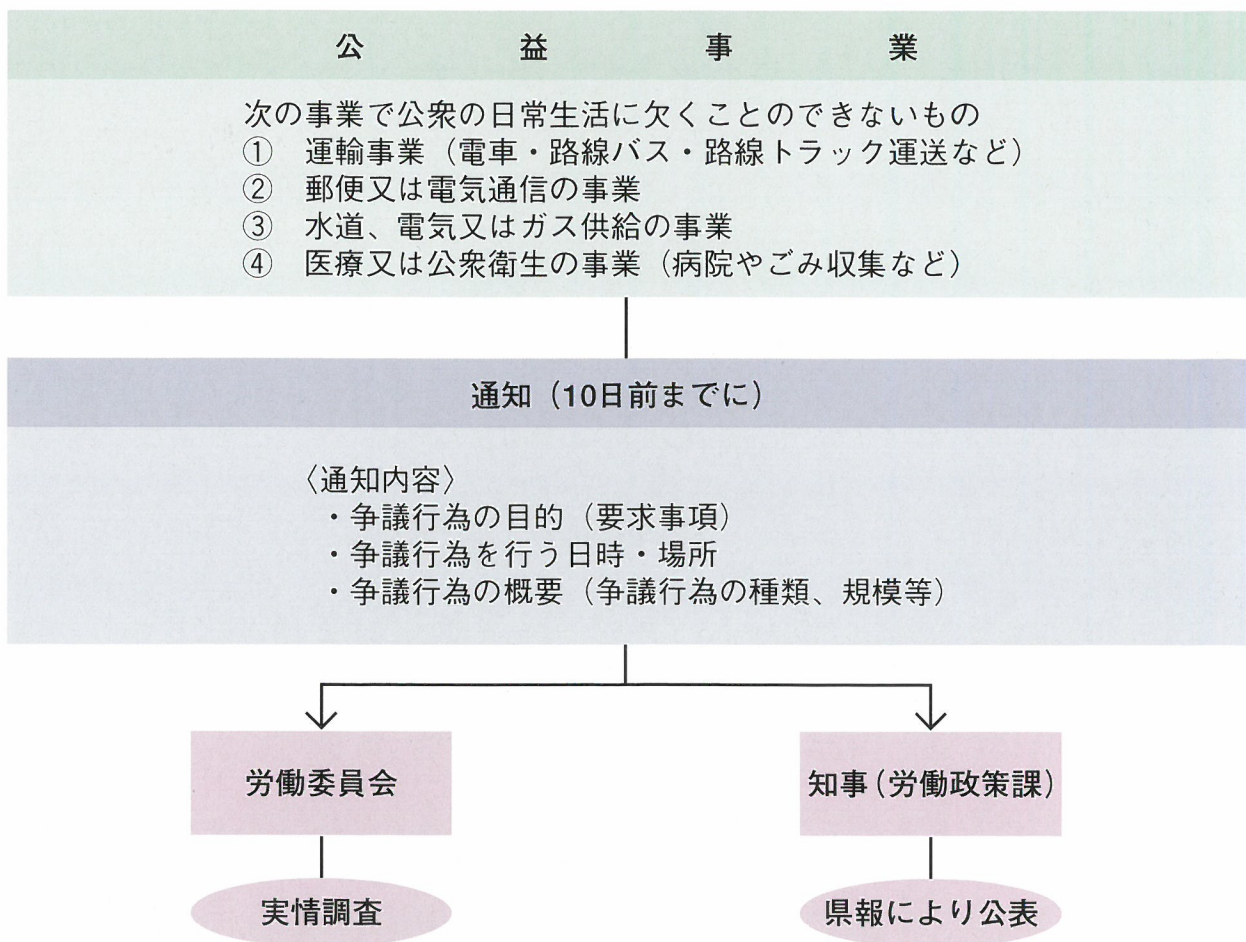 公益事業
次の事業で公衆の日常生活に欠くことのできないもの
① 運輸事業（電車・路線バス・路線トラック運送など）
② 郵便又は電気通信の事業
③ 水道、電気又はガス供給の事業
④ 医療又は公衆衛生の事業（病院やごみ収集など）
通知（10日前までに）
〈通知内容〉
・争議行為の目的（要求事項）
・争議行為を行う日時・場所
・争議行為の概要（争議行為の種類、規模等）
労働委員会
知事（労働政策課）
実情調査
県報により公表